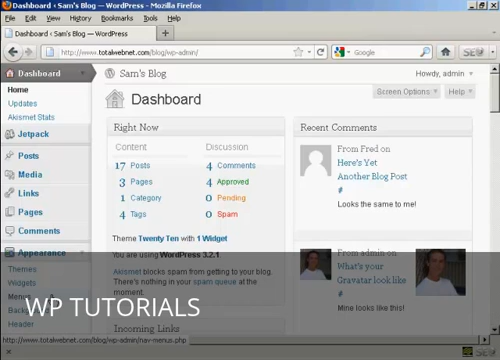 Dashboard ‹ Sam's Blog — WordPress - Mozilla Firefox
File Edit View History Bookmarks Tools Help
Dashboard ‹ Sam's Blog — WordPress
http://www.totalwebnet.com/blog/wp-admin/
Google
SEO
Dashboard
Home
Updates
Akismet Stats
Jetpack
Posts
Media
Links
Pages
Comments
Appearance
Themes
Widgets
Menus
Header
Sam's Blog
Howdy, admin
Screen Options
Help
Dashboard
Right Now
Content
Discussion
17 Posts
4 Comments
3 Pages
4 Approved
1 Category
0 Pending
4 Tags
0 Spam
Theme Twenty Ten with 1 Widget
You are using WordPress 3.2.1.
Akismet blocks spam from getting to your blog.
There's nothing in your spam queue at the
moment.
Incoming Links
Recent Comments
From Fred on
Here's Yet
Another Blog Post
#
Looks the same to me!
From admin on
What's your
Gravatar look like
#
Mine looks like this!
WP TUTORIALS
http://www.totalwebnet.com/blog/wp-admin/nav-menus.php